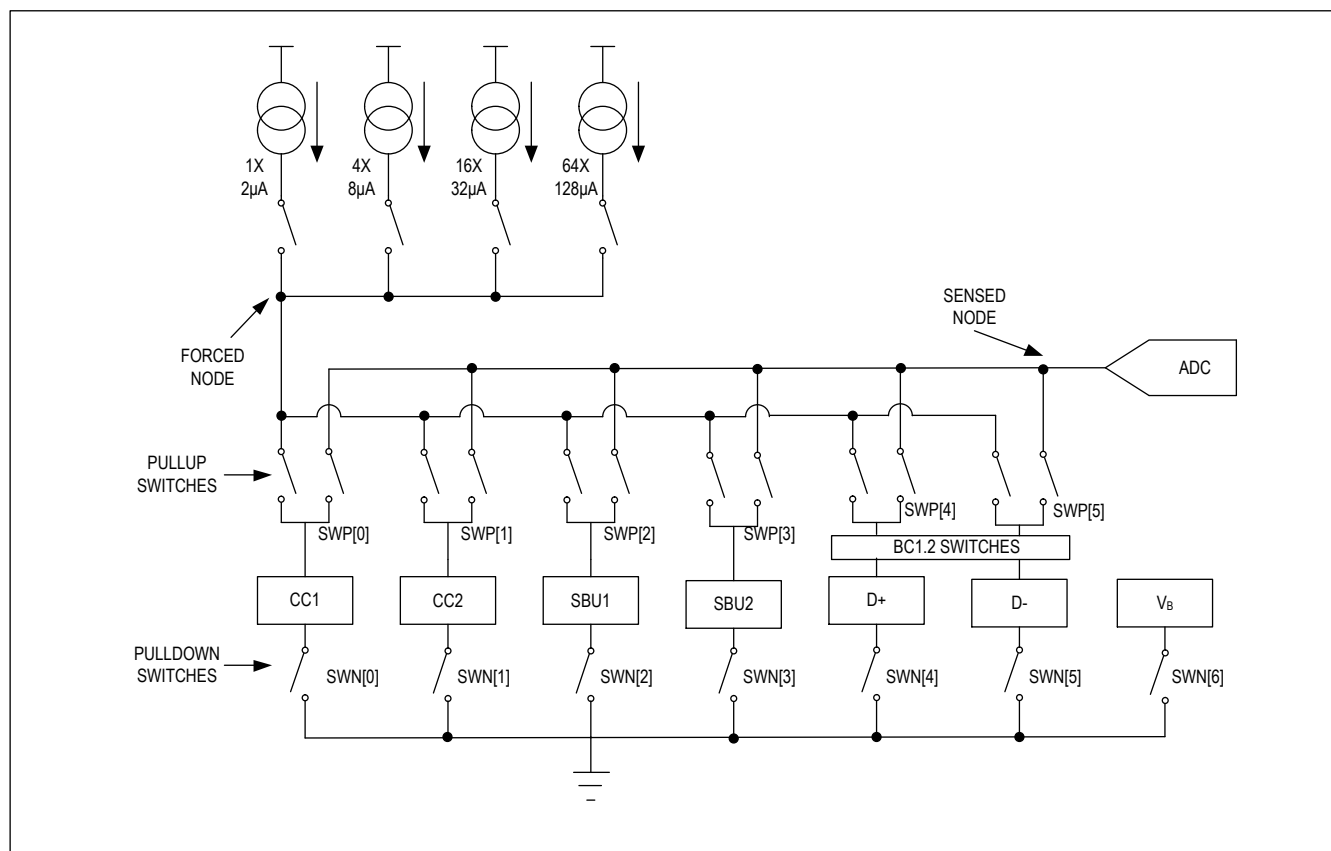 1X
2µA
4X
8µA
16X
32µA
64X
128µA
FORCED
NODE
SENSED
NODE
ADC
PULLUP
SWITCHES
SWP[0]
SWP[1]
SWP[2]
SWP[3]
SWP[4]
SWP[5]
BC1.2 SWITCHES
CC1
CC2
SBU1
SBU2
D+
D-
VB
PULLDOWN
SWITCHES
SWN[0]
SWN[1]
SWN[2]
SWN[3]
SWN[4]
SWN[5]
SWN[6]